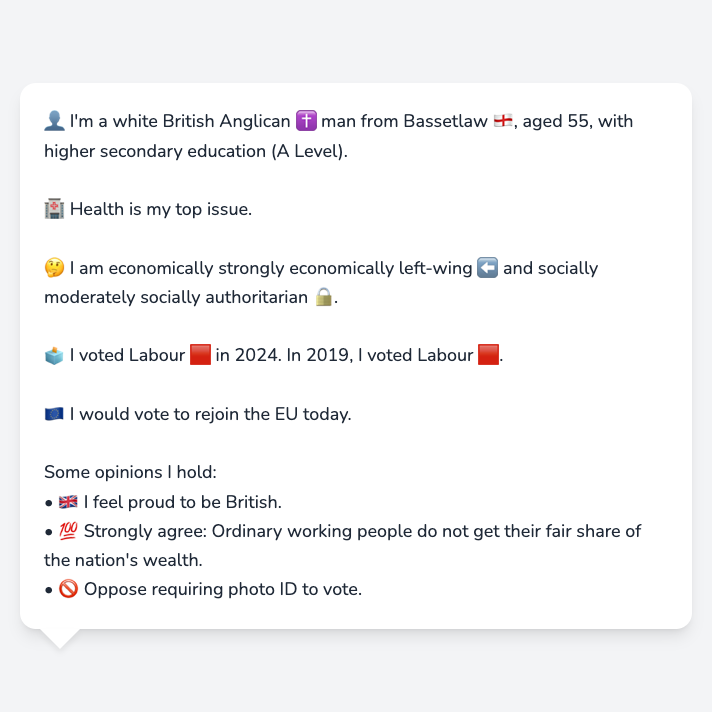 👤 I'm a white British Anglican ✝️ man from Bassetlaw 🏴󠁧󠁢󠁥󠁮󠁧󠁿, aged 55, with
higher secondary education (A Level).
🏥 Health is my top issue.
🤔 I am economically strongly economically left-wing ⬅️ and socially
moderately socially authoritarian 🔒.
🗳️ I voted Labour 🟥 in 2024. In 2019, I voted Labour 🟥.
🇪🇺 I would vote to rejoin the EU today.
Some opinions I hold:
• 🇬🇧 I feel proud to be British.
• 💯 Strongly agree: Ordinary working people do not get their fair share of
the nation's wealth.
• 🚫 Oppose requiring photo ID to vote.